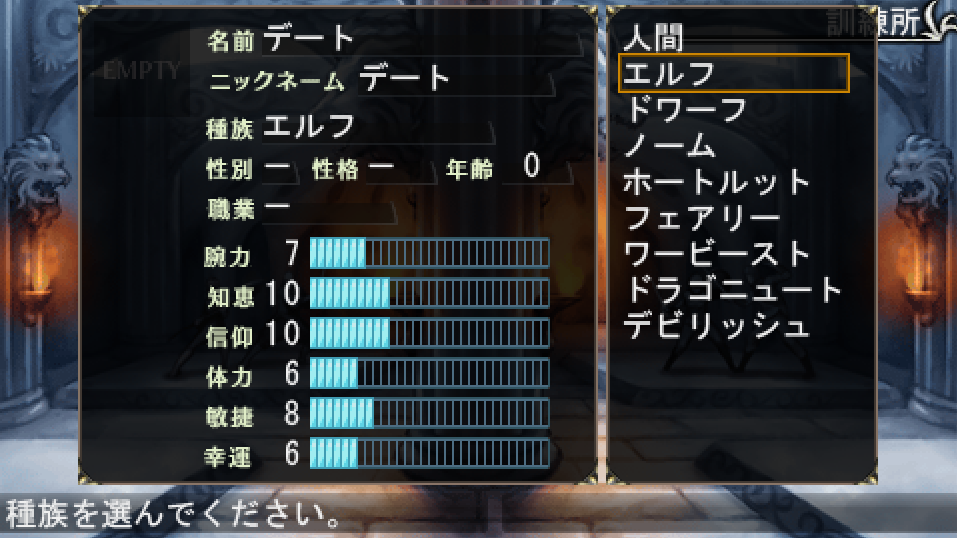 訓練所
EMPTY
名前 デート
ニックネーム デート
種族 エルフ
性別 ー 性格 ー 年齢 0
職業 ー
腕力 7
知恵 10
信仰 10
体力 6
敏捷 8
幸運 6
人間
エルフ
ドワーフ
ノーム
ホートルット
フェアリー
ワービースト
ドラゴニュート
デビリッシュ
種族を選んでください。